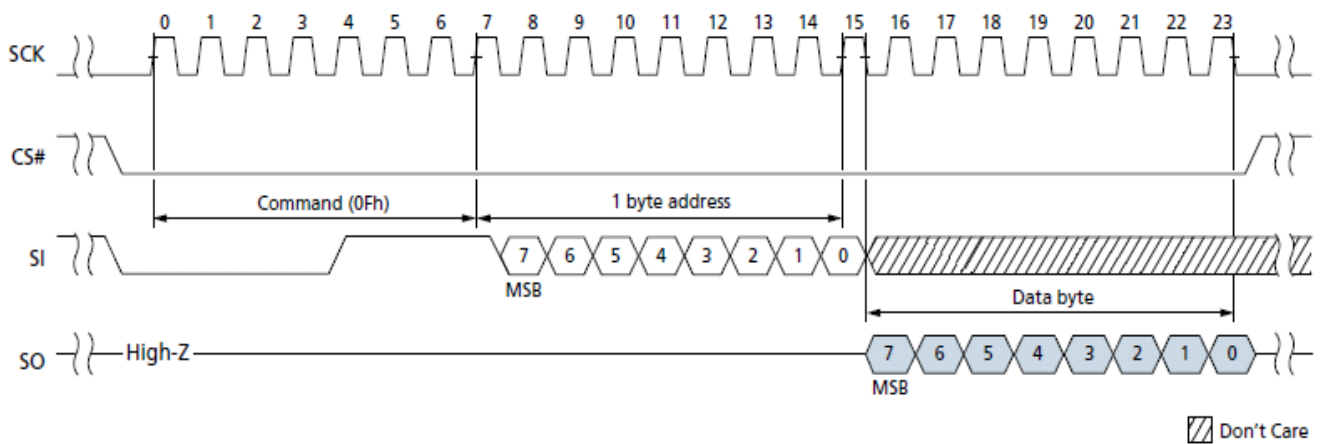 0 1 2 3 4 5 6 7 8 9 10 11 12 13 14 15 16 17 18 19 20 21 22 23
SCK
CS#
Command (0Fh) 1 byte address
SI 7 6 5 4 3 2 1 0
MSB Data byte
SO High-Z 7 6 5 4 3 2 1 0
MSB
Don't Care